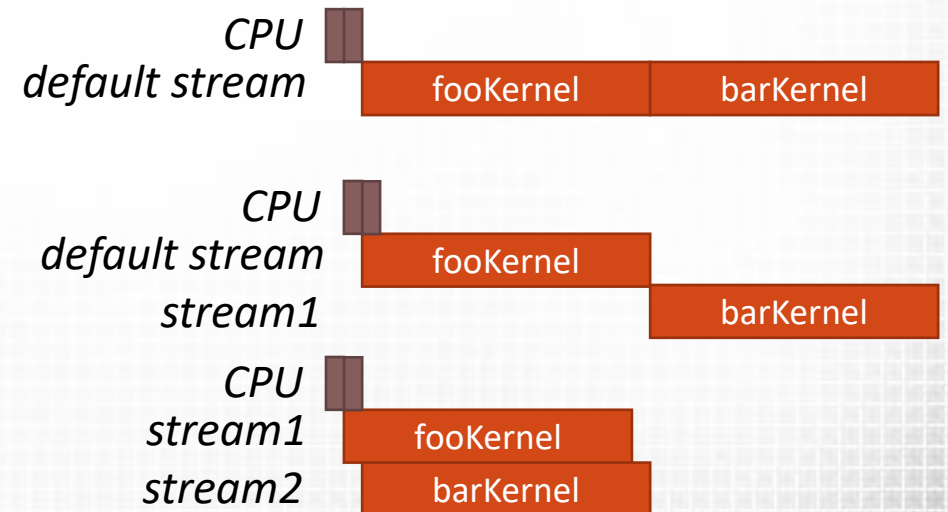 CPU
default stream fooKernel barKernel
CPU
default stream fooKernel
stream1 barKernel
CPU
stream1 fooKernel
stream2 barKernel